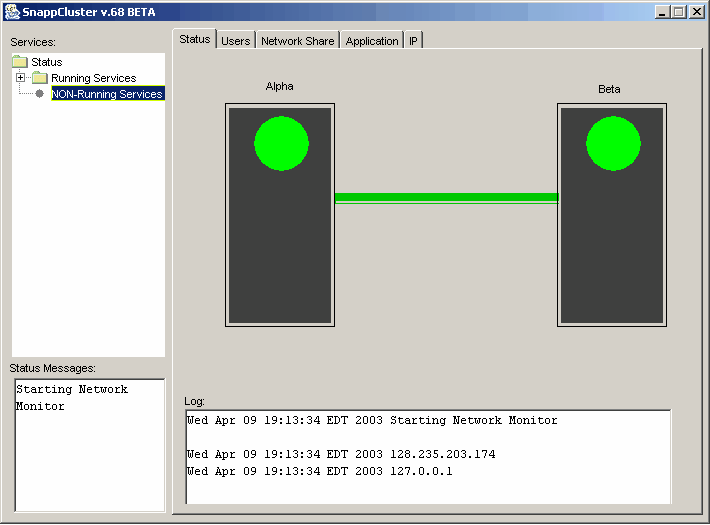 SnappCluster v.68 BETA
Services:
Status
Running Services
NON-Running Services
Status Users Network Share Application IP
Alpha
Beta
Status Messages:
Starting Network
Monitor
Log:
Wed Apr 09 19:13:34 EDT 2003 Starting Network Monitor
Wed Apr 09 19:13:34 EDT 2003 128.235.203.174
Wed Apr 09 19:13:34 EDT 2003 127.0.0.1